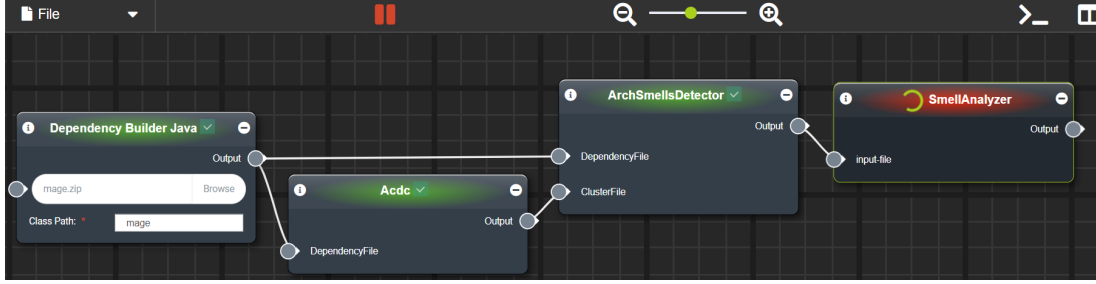 File
Dependency Builder Java
Output
mage.zip Browse
Class Path: * mage
Acdc
Output
DependencyFile
ArchSmellsDetector
Output
DependencyFile
ClusterFile
SmellAnalyzer
Output
input-file